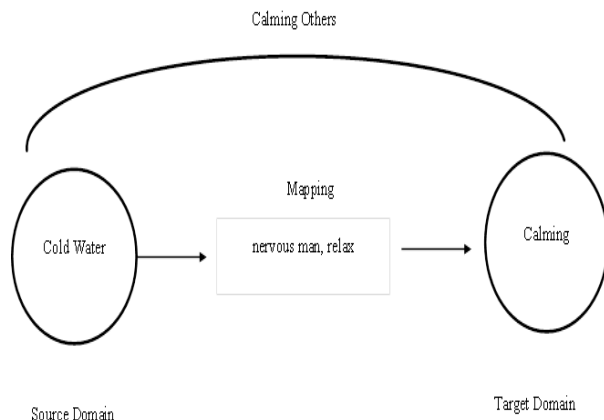 Calming Others
Mapping
Cold Water
nervous man, relax
Calming
Source Domain
Target Domain